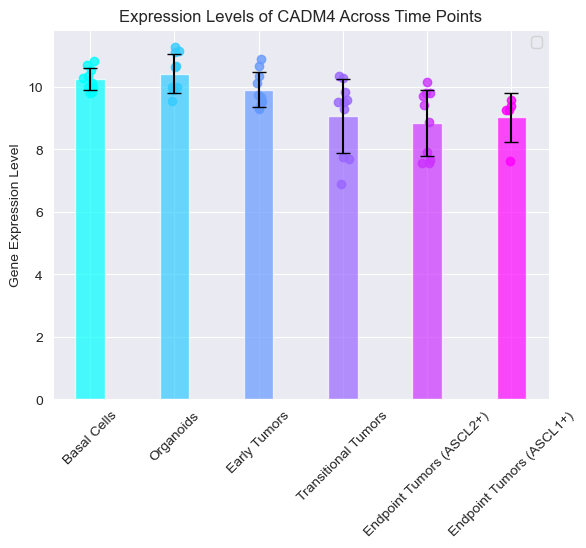 Expression Levels of CADM4 Across Time Points
Gene Expression Level
10
8
6
4
2
0
Basal Cells
Organoids
Early Tumors
Transitional Tumors
Endpoint Tumors (ASCL2+)
Endpoint Tumors (ASCL1+)